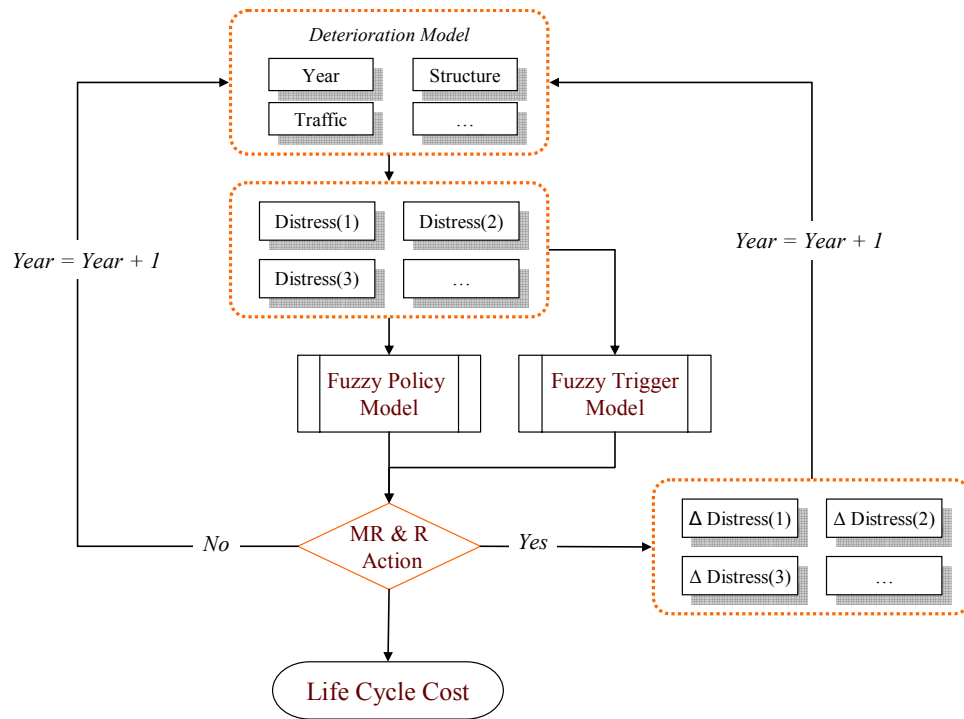 Deterioration Model
Year
Structure
Traffic
…
Distress(1)
Distress(2)
Year = Year + 1
Year = Year + 1
Distress(3)
…
Fuzzy Policy
Model
Fuzzy Trigger
Model
Δ Distress(1)
Δ Distress(2)
MR & R
Action
No
Yes
Δ Distress(3)
…
Life Cycle Cost